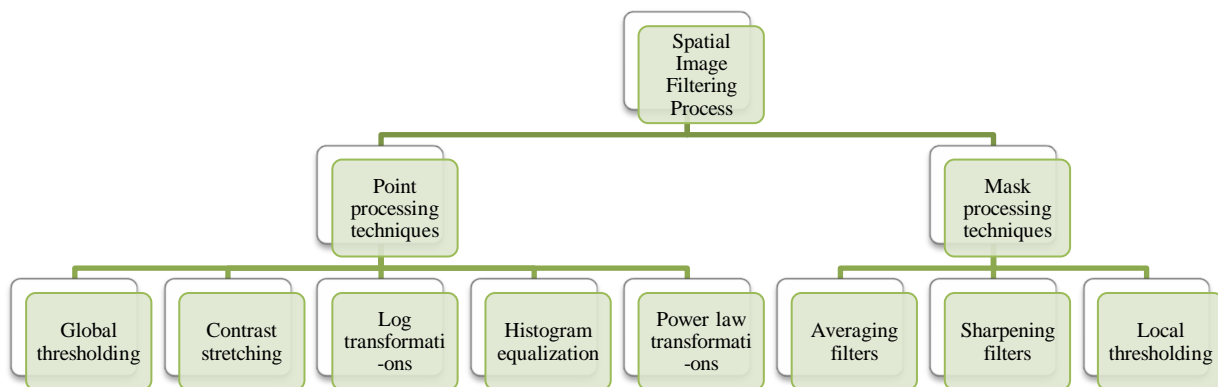 Spatial
Image
Filtering
Process
Point
processing
techniques
Mask
processing
techniques
Global
thresholding
Contrast
stretching
Log
transformati
-ons
Histogram
equalization
Power law
transformati
-ons
Averaging
filters
Sharpening
filters
Local
thresholding